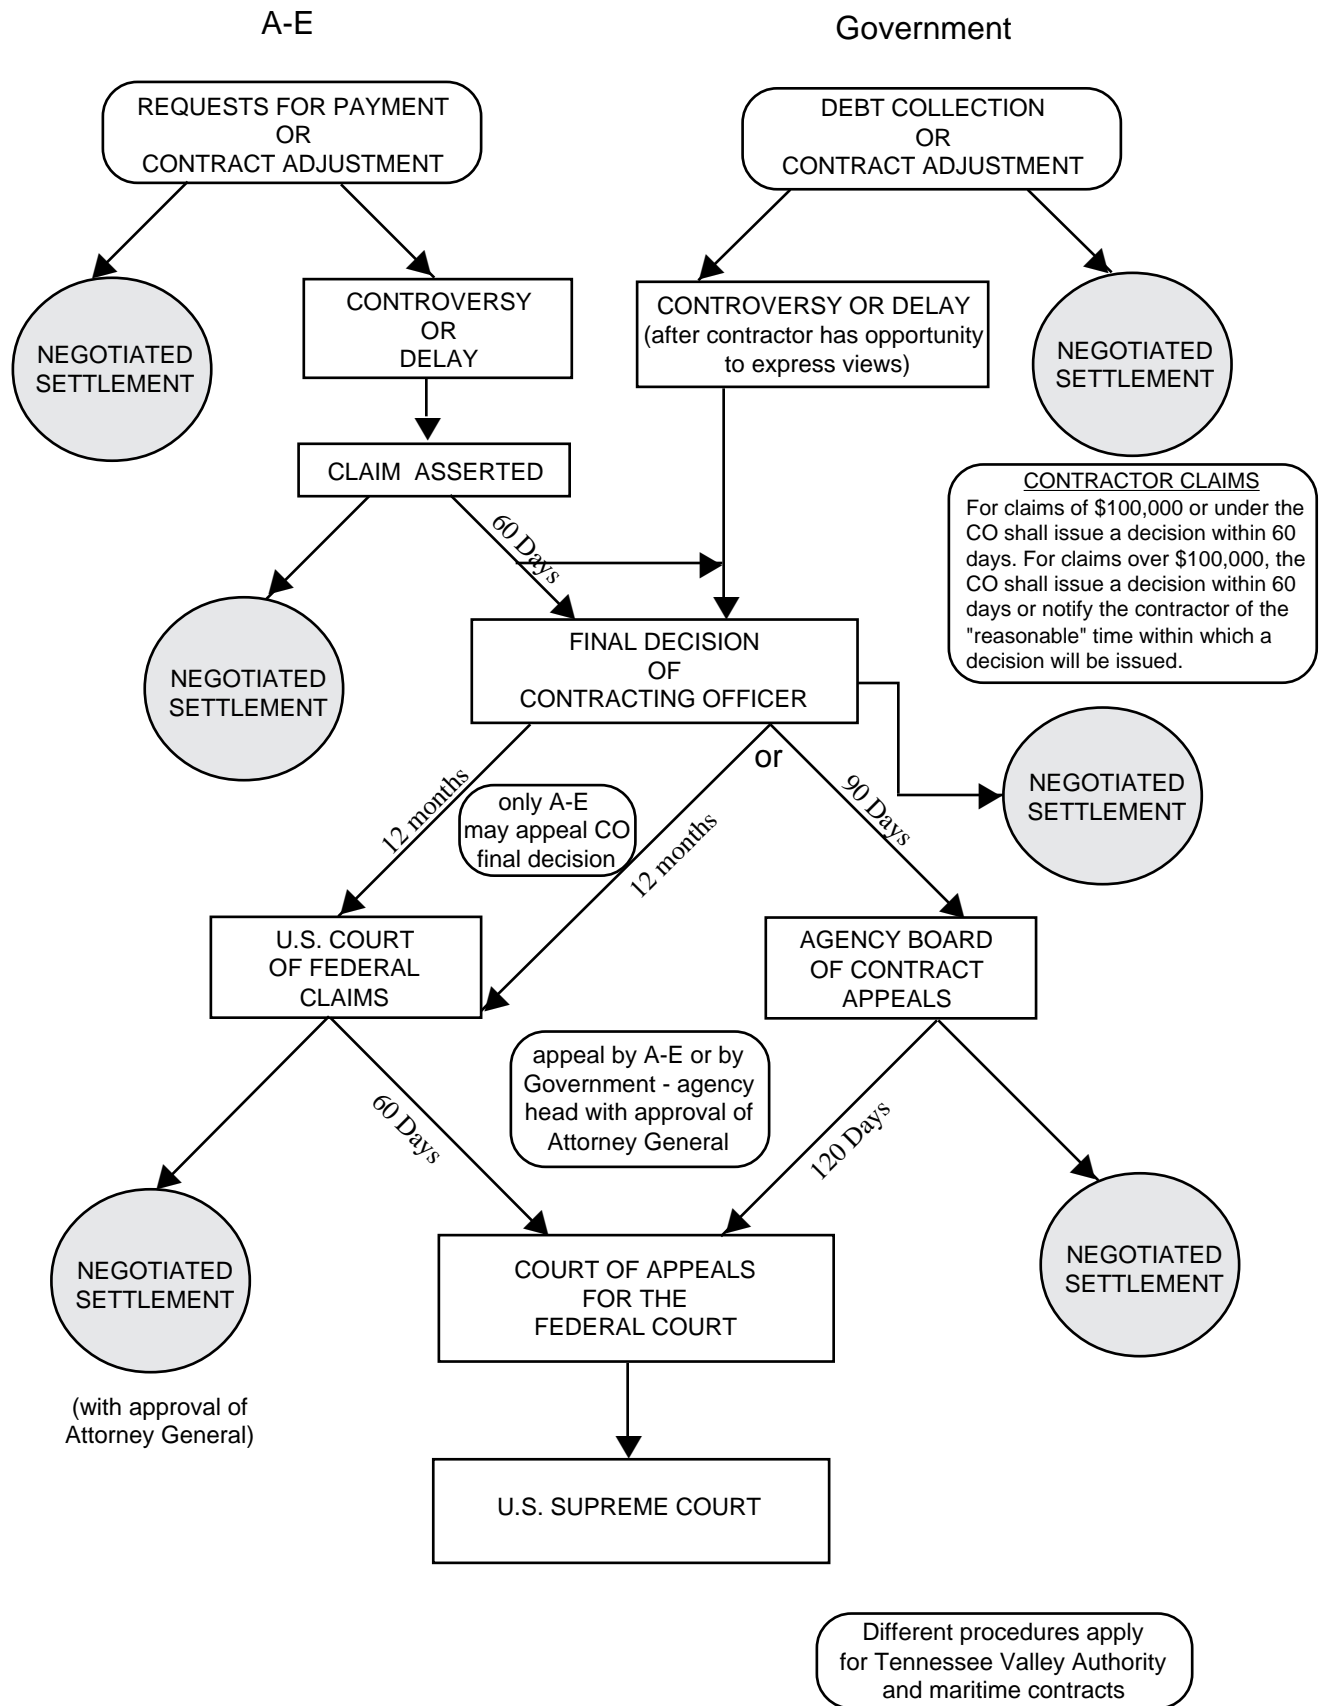 A-E
Government
REQUESTS FOR PAYMENT
OR
CONTRACT ADJUSTMENT
DEBT COLLECTION
OR
CONTRACT ADJUSTMENT
NEGOTIATED
SETTLEMENT
CONTROVERSY
OR
DELAY
CONTROVERSY OR DELAY
(after contractor has opportunity
to express views)
NEGOTIATED
SETTLEMENT
CLAIM ASSERTED
CONTRACTOR CLAIMS
For claims of $100,000 or under the
CO shall issue a decision within 60
days. For claims over $100,000, the
CO shall issue a decision within 60
days or notify the contractor of the
"reasonable" time within which a
decision will be issued.
60 Days
NEGOTIATED
SETTLEMENT
FINAL DECISION
OF
CONTRACTING OFFICER
or
12 months
only A-E
may appeal CO
final decision
12 months
90 Days
NEGOTIATED
SETTLEMENT
U.S. COURT
OF FEDERAL
CLAIMS
AGENCY BOARD
OF CONTRACT
APPEALS
60 Days
appeal by A-E or by
Government - agency
head with approval of
Attorney General
120 Days
NEGOTIATED
SETTLEMENT
(with approval of
Attorney General)
COURT OF APPEALS
FOR THE
FEDERAL COURT
NEGOTIATED
SETTLEMENT
U.S. SUPREME COURT
Different procedures apply
for Tennessee Valley Authority
and maritime contracts